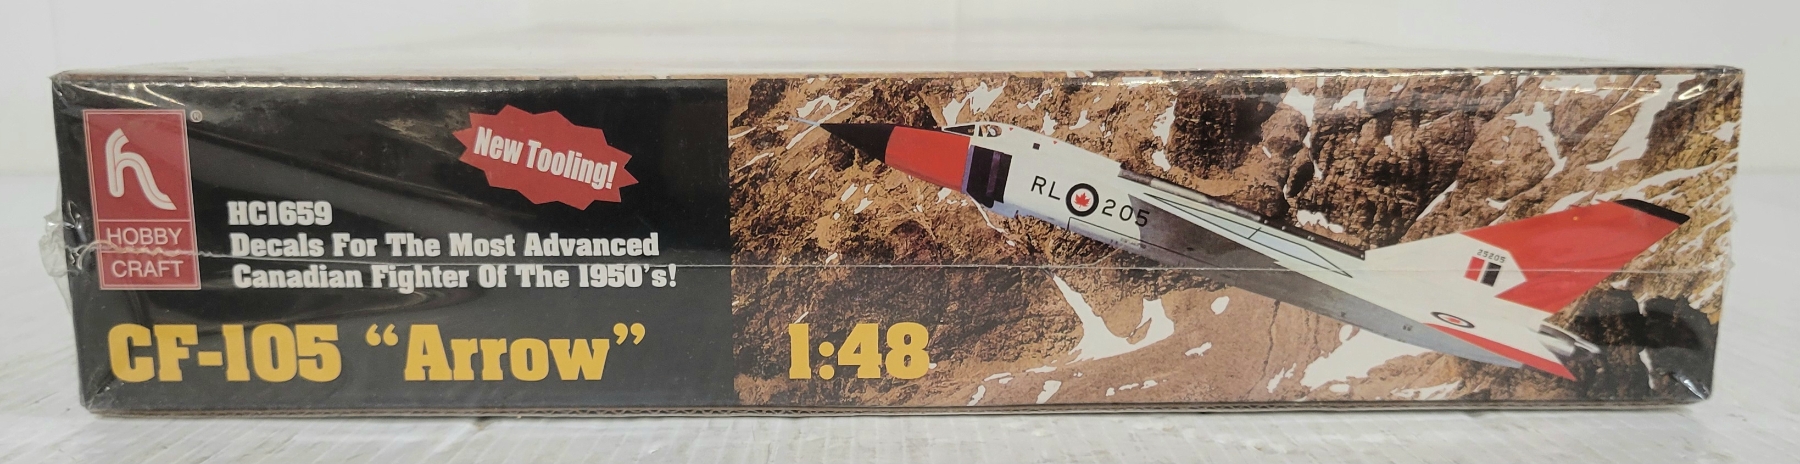 HOBBY
CRAFT
®
New Tooling!
HC1659
Decals For The Most Advanced
Canadian Fighter Of The 1950's!
CF-105 “Arrow”
1:48
RL 205
25205